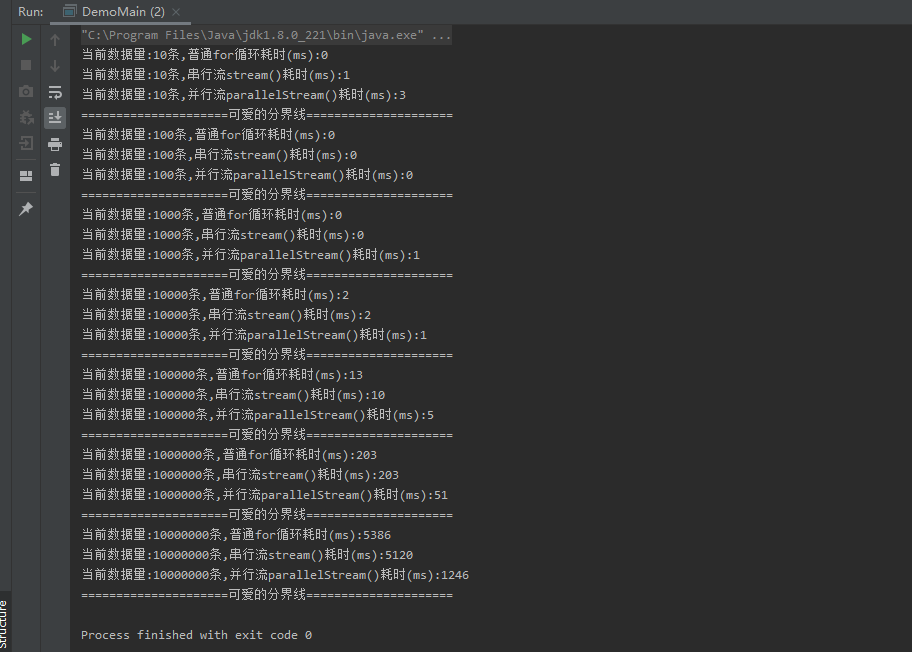 Run: DemoMain (2) ×
"C:\Program Files\Java\jdk1.8.0_221\bin\java.exe" ...
当前数据量:10条,普通for循环耗时(ms):0
当前数据量:10条,串行流stream()耗时(ms):1
当前数据量:10条,并行流parallelStream()耗时(ms):3
=====================可爱的分界线=====================
当前数据量:100条,普通for循环耗时(ms):0
当前数据量:100条,串行流stream()耗时(ms):0
当前数据量:100条,并行流parallelStream()耗时(ms):0
=====================可爱的分界线=====================
当前数据量:1000条,普通for循环耗时(ms):0
当前数据量:1000条,串行流stream()耗时(ms):0
当前数据量:1000条,并行流parallelStream()耗时(ms):1
=====================可爱的分界线=====================
当前数据量:10000条,普通for循环耗时(ms):2
当前数据量:10000条,串行流stream()耗时(ms):2
当前数据量:10000条,并行流parallelStream()耗时(ms):1
=====================可爱的分界线=====================
当前数据量:100000条,普通for循环耗时(ms):13
当前数据量:100000条,串行流stream()耗时(ms):10
当前数据量:100000条,并行流parallelStream()耗时(ms):5
=====================可爱的分界线=====================
当前数据量:1000000条,普通for循环耗时(ms):203
当前数据量:1000000条,串行流stream()耗时(ms):203
当前数据量:1000000条,并行流parallelStream()耗时(ms):51
=====================可爱的分界线=====================
当前数据量:10000000条,普通for循环耗时(ms):5386
当前数据量:10000000条,串行流stream()耗时(ms):5120
当前数据量:10000000条,并行流parallelStream()耗时(ms):1246
=====================可爱的分界线=====================
Process finished with exit code 0
Structure